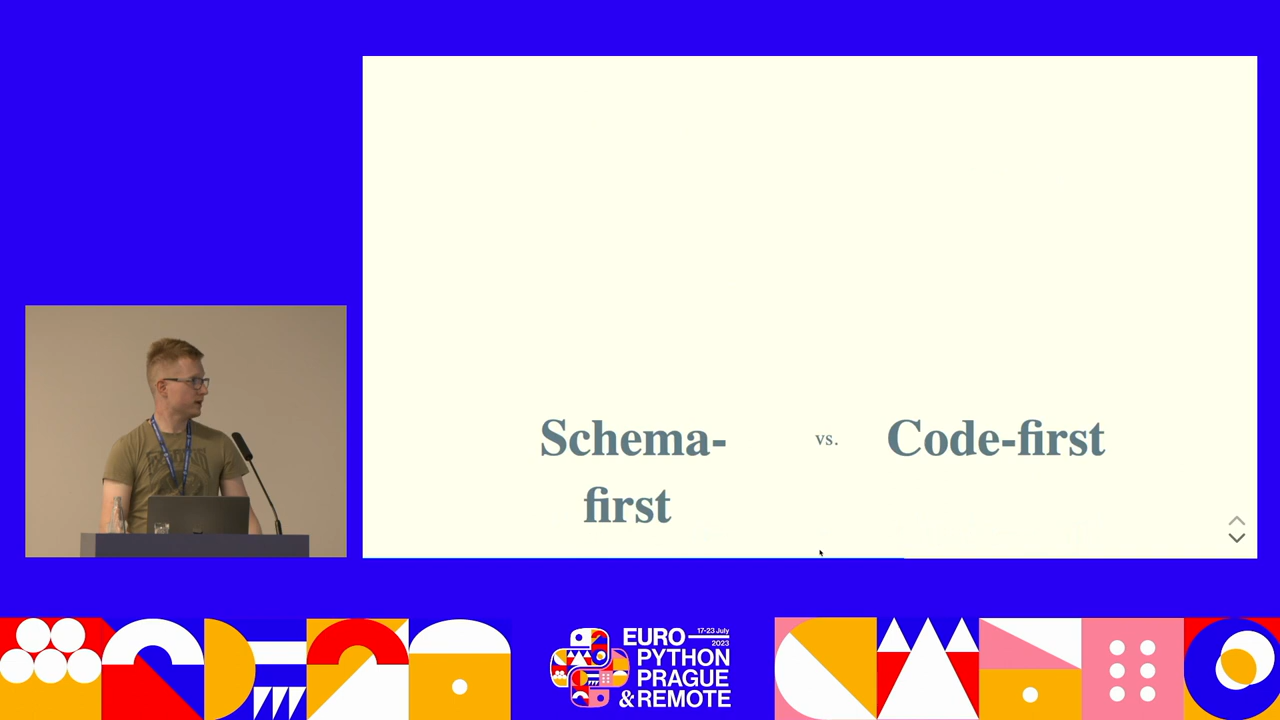 Schema-
first
vs.
Code-first
EURO
17-23 July
2023
PYTHON
PRAGUE
& REMOTE